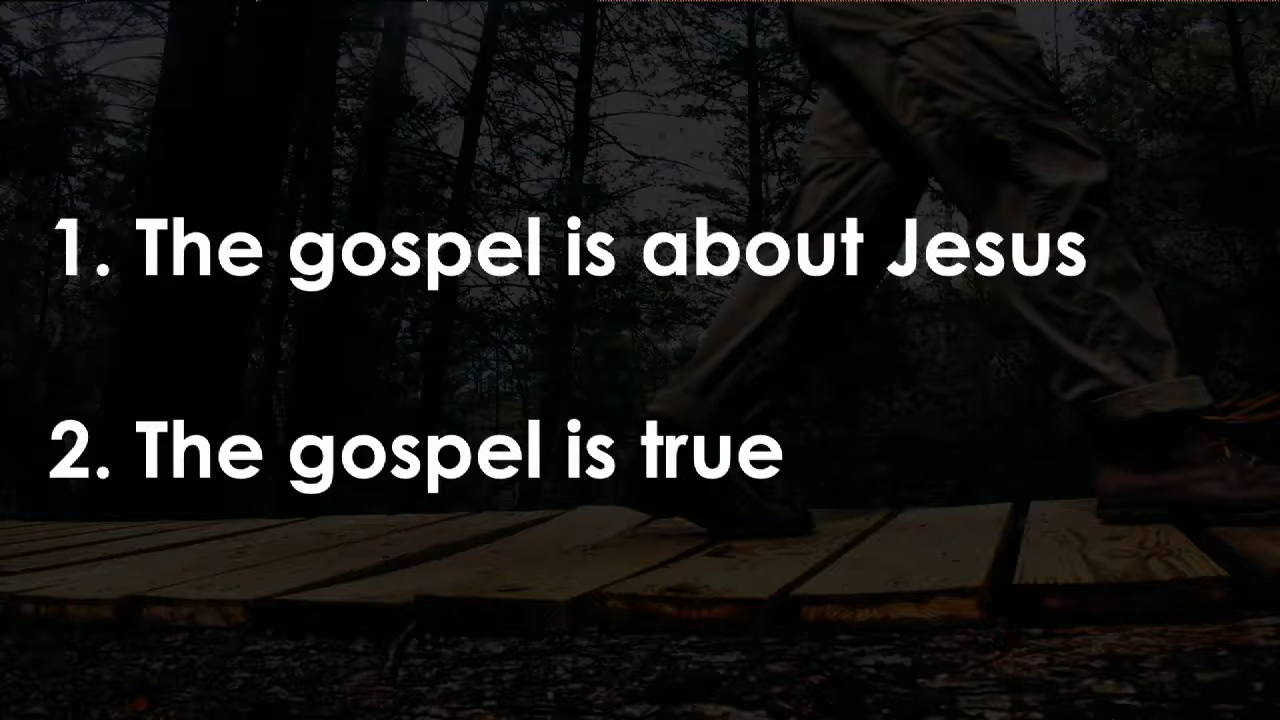 1. The gospel is about Jesus
2. The gospel is true